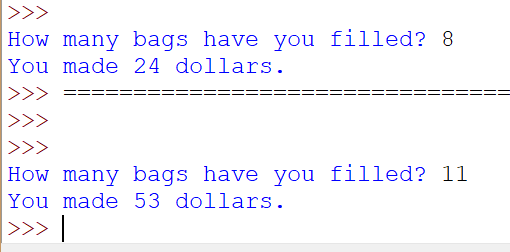 >>>
How many bags have you filled? 8
You made 24 dollars.
>>> ================================
>>>
>>>
How many bags have you filled? 11
You made 53 dollars.
>>>